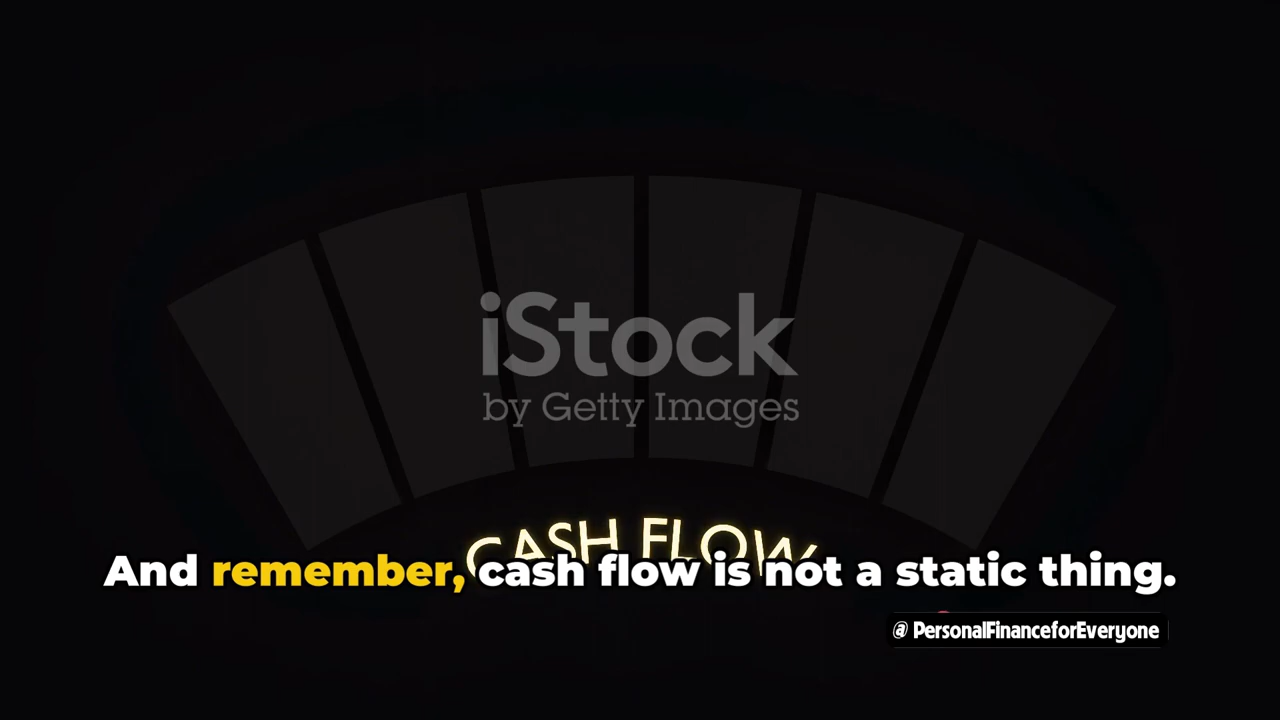 iStock
by Getty Images
CASH FLOW
And remember, cash flow is not a static thing.
@ PersonalFinanceforEveryone